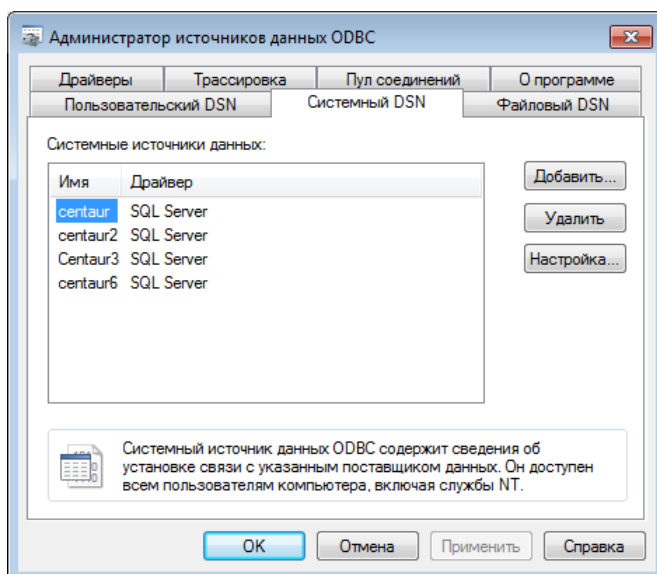 Администратор источников данных ODBC
Драйверы Трассировка Пул соединений О программе
Пользовательский DSN Системный DSN Файловый DSN
Системные источники данных:
Имя Драйвер
centaur SQL Server
centaur2 SQL Server
Centaur3 SQL Server
centaur6 SQL Server
Добавить...
Удалить
Настройка...
Системный источник данных ODBC содержит сведения об
установке связи с указанным поставщиком данных. Он доступен
всем пользователям компьютера, включая службы NT.
OK Отмена Применить Справка